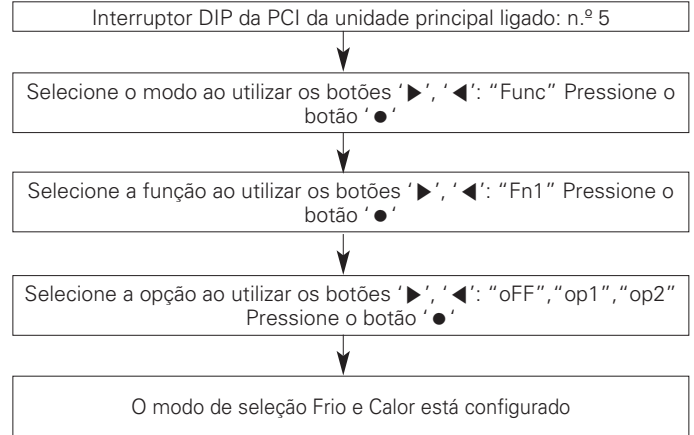 Interruptor DIP da PCI da unidade principal ligado: n.º 5
Selecione o modo ao utilizar os botões ‘▶’, ‘◀’: “Func” Pressione o
botão ‘●‘
Selecione a função ao utilizar os botões ‘▶’, ‘◀’: “Fn1” Pressione o
botão ‘●‘
Selecione a opção ao utilizar os botões ‘▶’, ‘◀’: “oFF”,“op1”,“op2”
Pressione o botão ‘●‘
O modo de seleção Frio e Calor está configurado